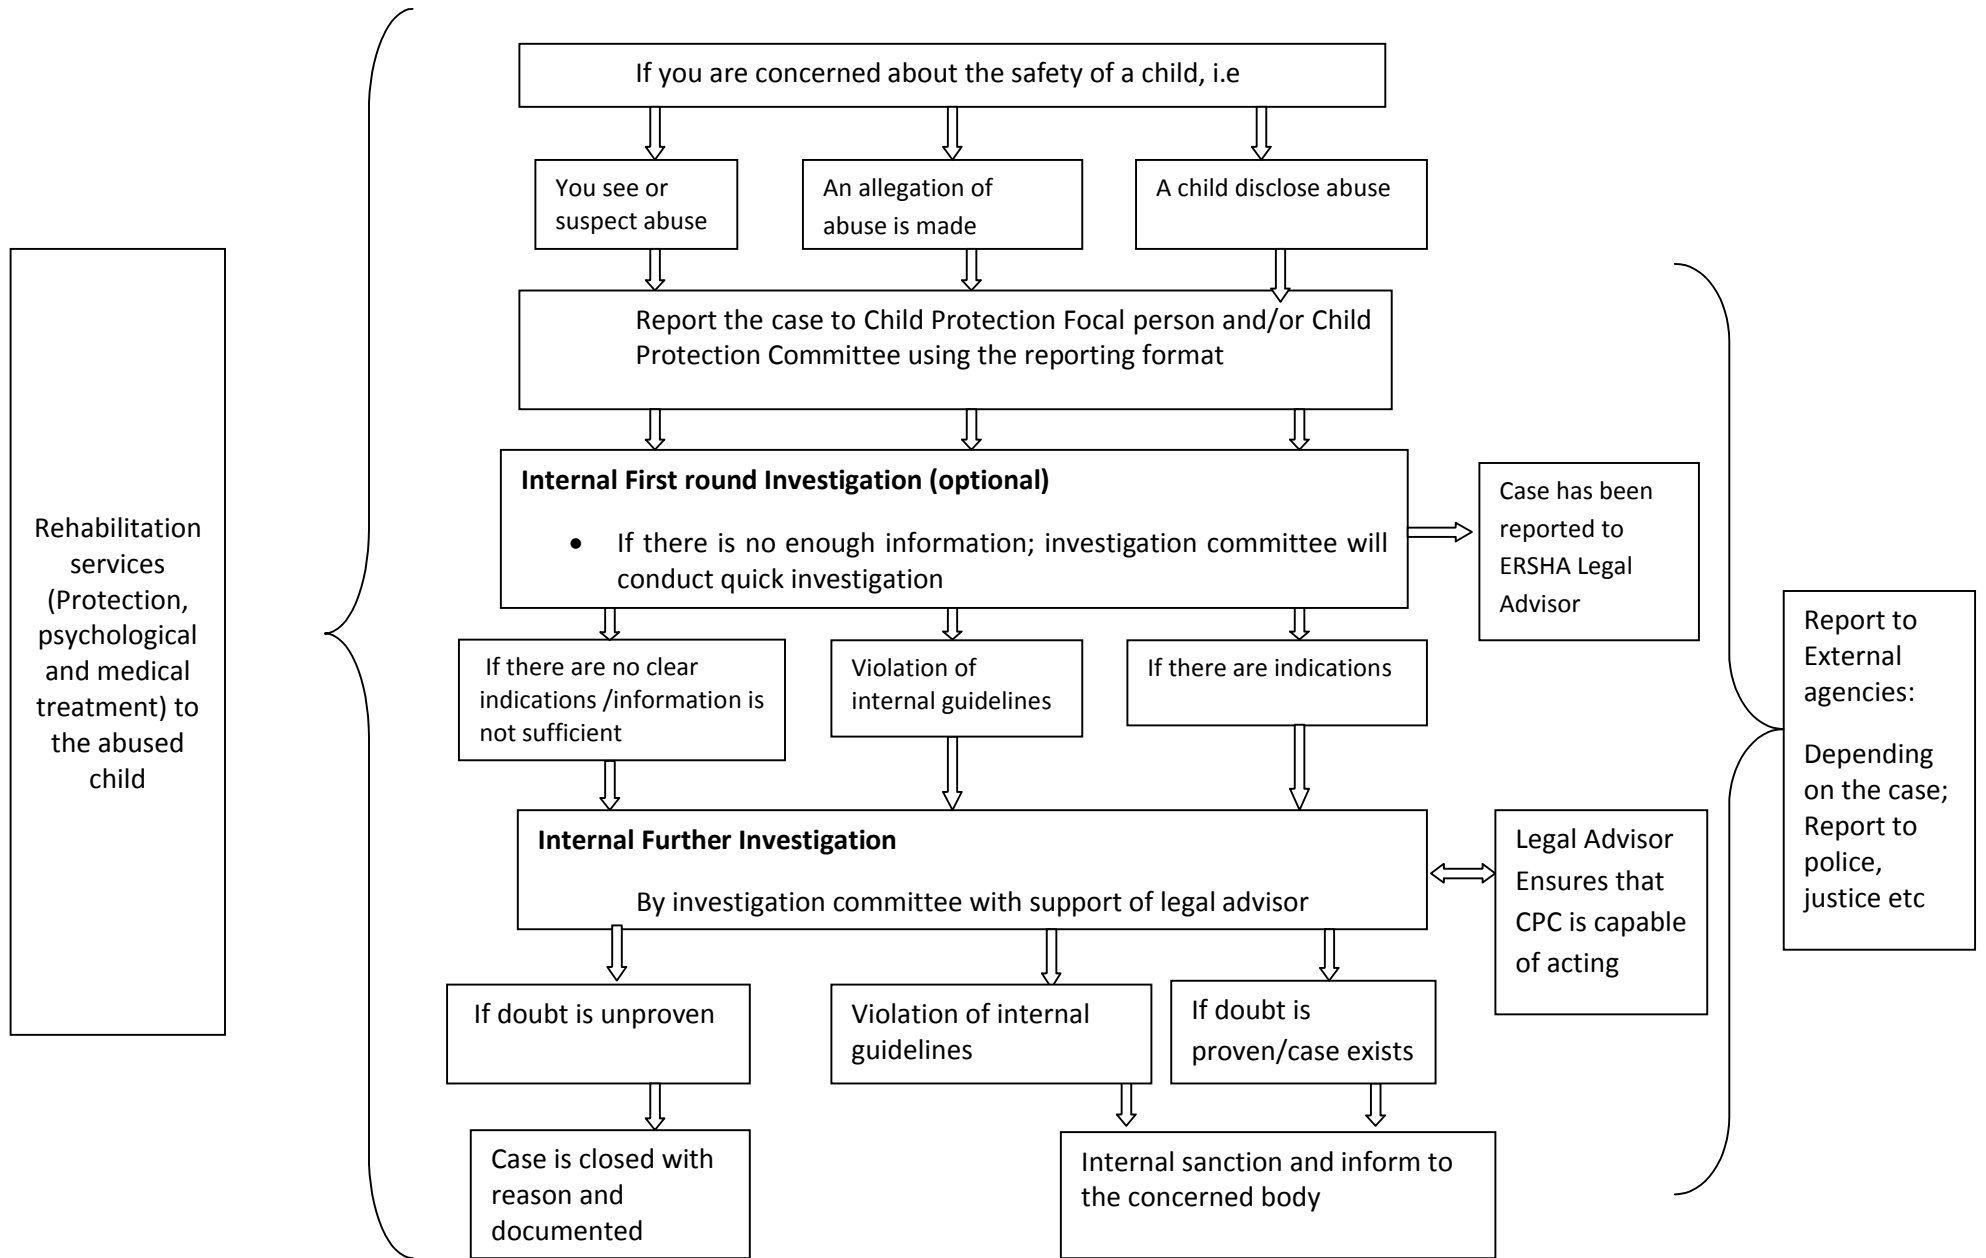 If you are concerned about the safety of a child, i.e
You see or
suspect abuse
An allegation of
abuse is made
A child disclose abuse
Report the case to Child Protection Focal person and/or Child
Protection Committee using the reporting format
Internal First round Investigation (optional)
• If there is no enough information; investigation committee will
conduct quick investigation
Case has been
reported to
ERSHA Legal
Advisor
Rehabilitation
services
(Protection,
psychological
and medical
treatment) to
the abused
child
If there are no clear
indications /information is
not sufficient
Violation of
internal guidelines
If there are indications
Report to
External
agencies:
Depending
on the case;
Report to
police,
justice etc
Internal Further Investigation
By investigation committee with support of legal advisor
Legal Advisor
Ensures that
CPC is capable
of acting
If doubt is unproven
Violation of internal
guidelines
If doubt is
proven/case exists
Case is closed with
reason and
documented
Internal sanction and inform to
the concerned body